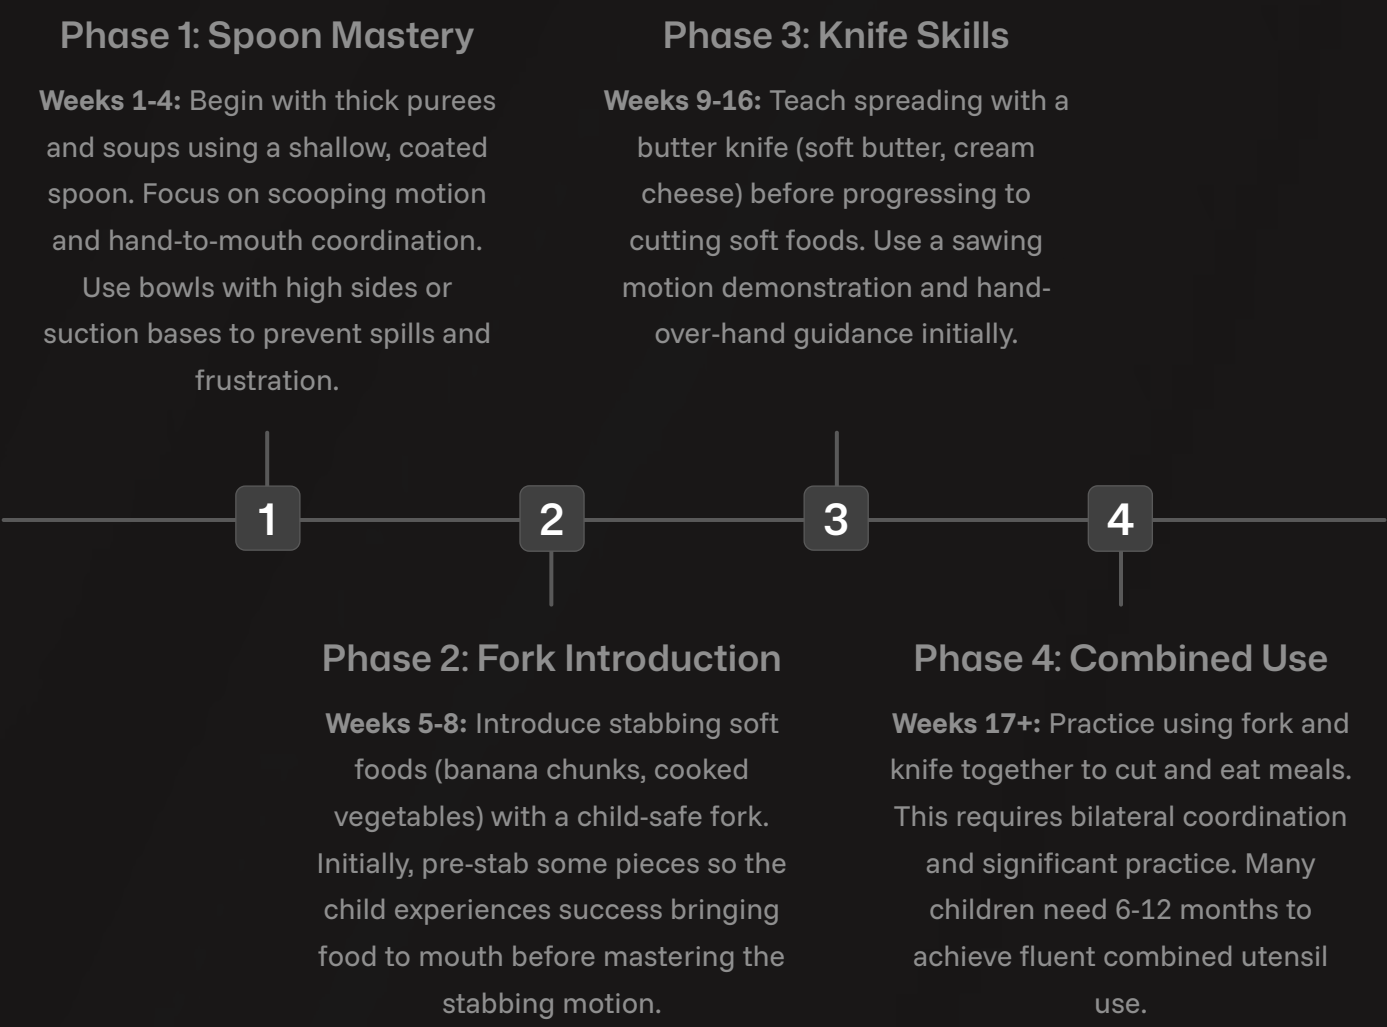 Phase 1: Spoon Mastery
Weeks 1-4: Begin with thick purees
and soups using a shallow, coated
spoon. Focus on scooping motion
and hand-to-mouth coordination.
Use bowls with high sides or
suction bases to prevent spills and
frustration.
Phase 3: Knife Skills
Weeks 9-16: Teach spreading with a
butter knife (soft butter, cream
cheese) before progressing to
cutting soft foods. Use a sawing
motion demonstration and hand-
over-hand guidance initially.
1
2
3
4
Phase 2: Fork Introduction
Weeks 5-8: Introduce stabbing soft
foods (banana chunks, cooked
vegetables) with a child-safe fork.
Initially, pre-stab some pieces so the
child experiences success bringing
food to mouth before mastering the
stabbing motion.
Phase 4: Combined Use
Weeks 17+: Practice using fork and
knife together to cut and eat meals.
This requires bilateral coordination
and significant practice. Many
children need 6-12 months to
achieve fluent combined utensil
use.